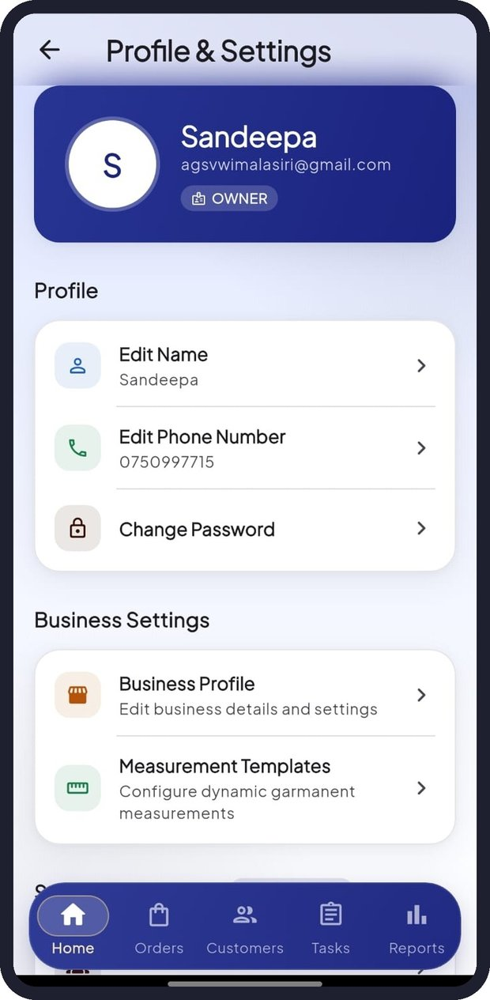 Profile & Settings
S
Sandeepa
agsvwimalasiri@gmail.com
OWNER
Profile
Edit Name
Sandeepa
Edit Phone Number
0750997715
Change Password
Business Settings
Business Profile
Edit business details and settings
Measurement Templates
Configure dynamic garmanent
measurements
Home
Orders
Customers
Tasks
Reports